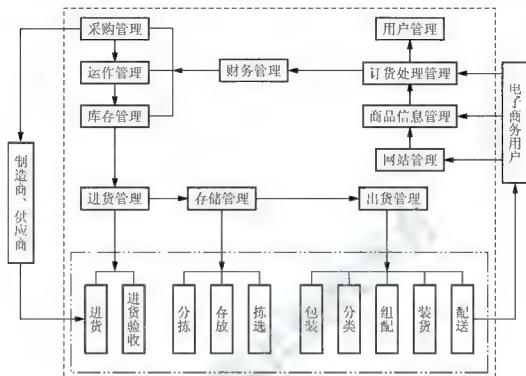 采购管理
用户管理
运作管理
财务管理
订货处理管理
库存管理
商品信息管理
网站管理
电子商务用户
制造商、供应商
进货管理
存储管理
出货管理
进货
进货验收
分拣
存放
拣选
包装
分类
组配
装货
配送